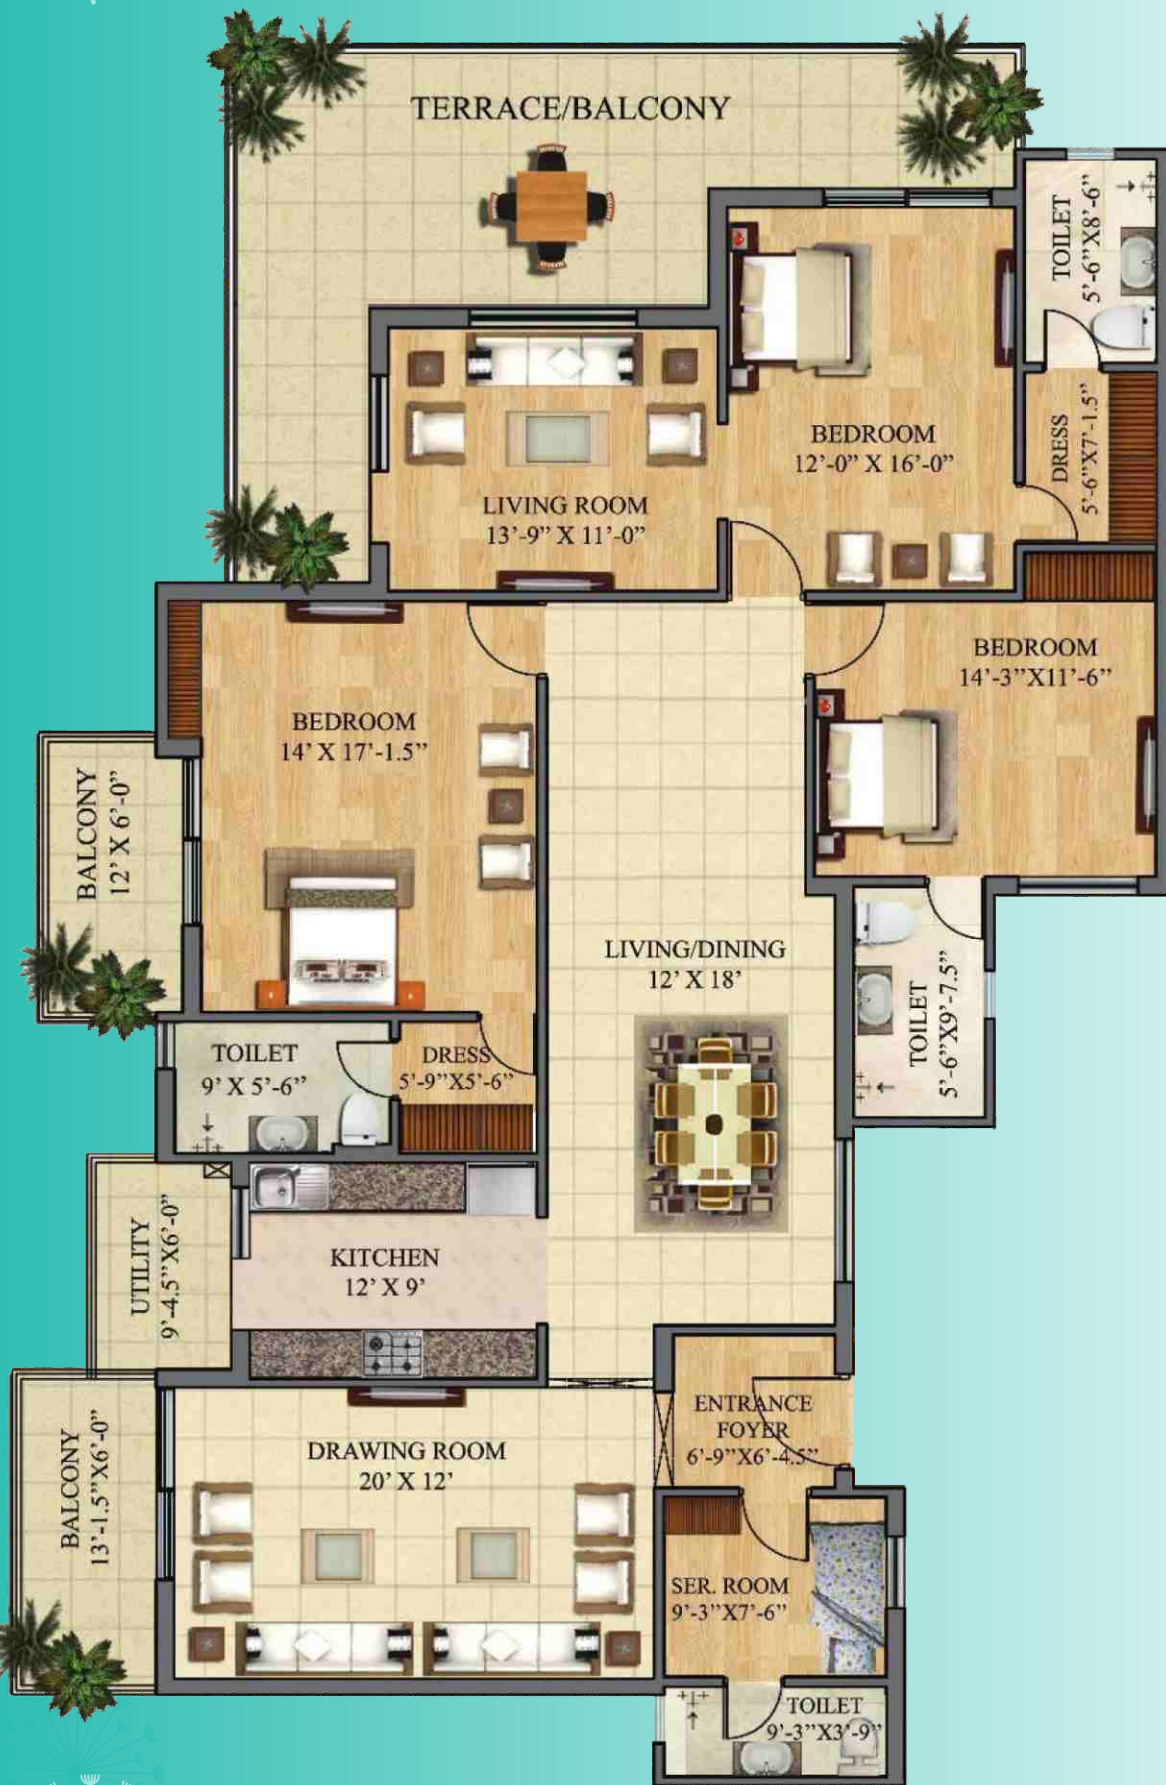 TERRACE/BALCONY
TOILET
5'-6"X8'-6"
BEDROOM
12'-0" X 16'-0"
DRESS
5'-6"X7'-1.5"
LIVING ROOM
13'-9" X 11'-0"
BEDROOM
14'-3"X11'-6"
BEDROOM
14' X 17'-1.5"
BALCONY
12' X 6'-0"
LIVING/DINING
12' X 18'
TOILET
5'-6"X9'-7.5"
TOILET
9' X 5'-6"
DRESS
5'-9"X5'-6"
UTILITY
9'-4.5"X6'-0"
KITCHEN
12' X 9'
ENTRANCE
FOYER
6'-9"X6'-4.5"
DRAWING ROOM
20' X 12'
BALCONY
13'-1.5"X6'-0"
SER. ROOM
9'-3"X7'-6"
TOILET
9'-3"X3'-9"